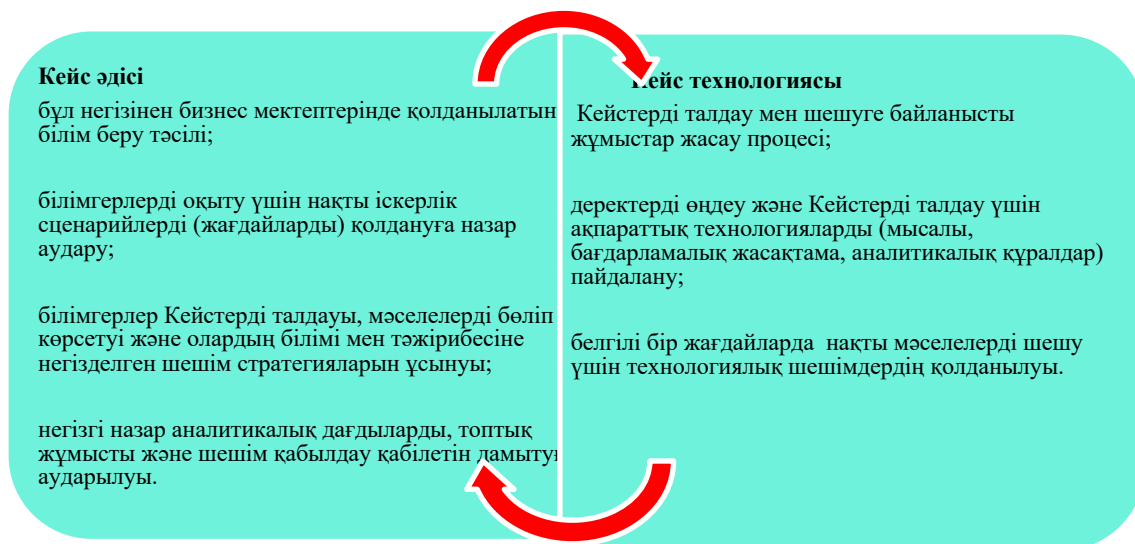 Кейс әдісі
бұл негізінен бизнес мектептерінде қолданылатын
білім беру тәсілі;
білімгерлерді оқыту үшін нақты іскерлік
сценарийлерді (жағдайларды) қолдануға назар
аудару;
білімгерлер Кейстерді талдауы, мәселелерді бөліп
көрсетуі және олардың білімі мен тәжірибесіне
негізделген шешім стратегияларын ұсынуы;
негізгі назар аналитикалық дағдыларды, топтық
жұмысты және шешім қабылдау қабілетін дамытуғ
аударылуы.
Кейс технологиясы
Кейстерді талдау мен шешуге байланысты
жұмыстар жасау процесі;
деректерді өңдеу және Кейстерді талдау үшін
ақпараттық технологияларды (мысалы,
бағдарламалық жасақтама, аналитикалық құралдар)
пайдалану;
белгілі бір жағдайларда нақты мәселелерді шешу
үшін технологиялық шешімдердің қолданылуы.